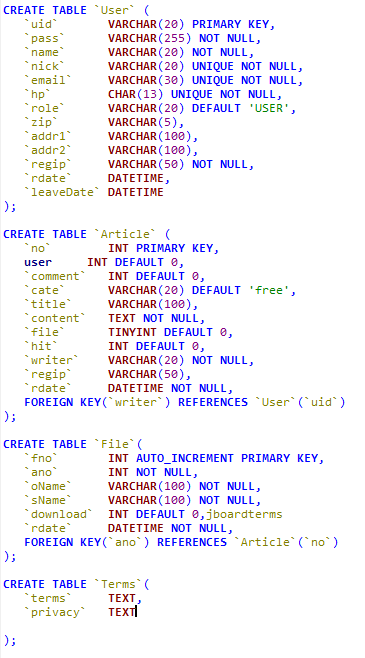 CREATE TABLE `User` (
`uid` VARCHAR(20) PRIMARY KEY,
`pass` VARCHAR(255) NOT NULL,
`name` VARCHAR(20) NOT NULL,
`nick` VARCHAR(20) UNIQUE NOT NULL,
`email` VARCHAR(30) UNIQUE NOT NULL,
`hp` CHAR(13) UNIQUE NOT NULL,
`role` VARCHAR(20) DEFAULT 'USER',
`zip` VARCHAR(5),
`addr1` VARCHAR(100),
`addr2` VARCHAR(100),
`regip` VARCHAR(50) NOT NULL,
`rdate` DATETIME,
`leaveDate` DATETIME
);
CREATE TABLE `Article` (
`no` INT PRIMARY KEY,
user INT DEFAULT 0,
`comment` INT DEFAULT 0,
`cate` VARCHAR(20) DEFAULT 'free',
`title` VARCHAR(100),
`content` TEXT NOT NULL,
`file` TINYINT DEFAULT 0,
`hit` INT DEFAULT 0,
`writer` VARCHAR(20) NOT NULL,
`regip` VARCHAR(50),
`rdate` DATETIME NOT NULL,
FOREIGN KEY(`writer`) REFERENCES `User`(`uid`)
);
CREATE TABLE `File`(
`fno` INT AUTO_INCREMENT PRIMARY KEY,
`ano` INT NOT NULL,
`oName` VARCHAR(100) NOT NULL,
`sName` VARCHAR(100) NOT NULL,
`download` INT DEFAULT 0,jboardterms
`rdate` DATETIME NOT NULL,
FOREIGN KEY(`ano`) REFERENCES `Article`(`no`)
);
CREATE TABLE `Terms`(
`terms` TEXT,
`privacy` TEXT
);